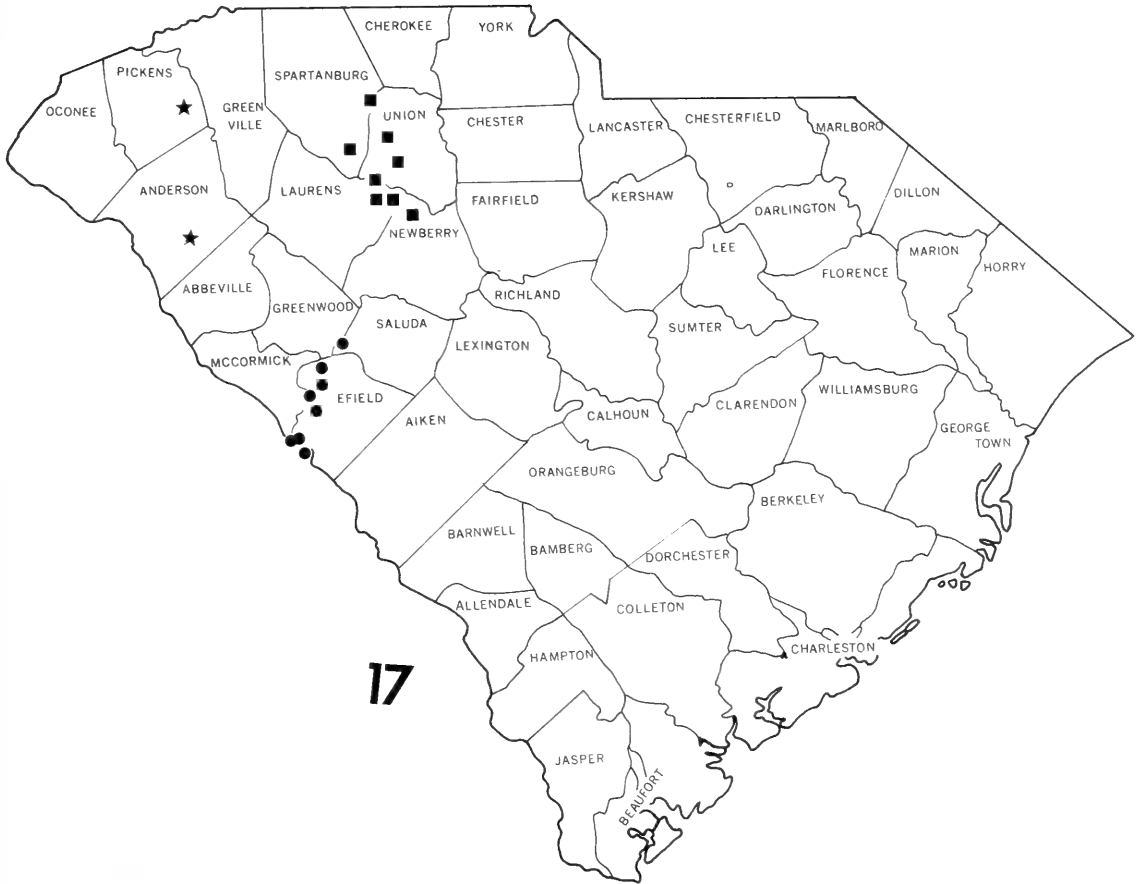 CHEROKEE
YORK
PICKENS
SPARTANBURG
OCONEE
GREEN
VILLE
UNION
CHESTER
LANCASTER
CHESTERFIELD
MARLBORO
ANDERSON
LAURENS
FAIRFIELD
KERSHAW
DARLINGTON
DILLON
NEWBERRY
LEE
MARION
HORRY
FLORENCE
ABBEVILLE
GREENWOOD
RICHLAND
SALUDA
SUMTER
LEXINGTON
MCCORMICK
EFIELD
WILLIAMSBURG
CLARENDON
CALHOUN
AIKEN
GEORGE
TOWN
ORANGEBURG
BERKELEY
BARNWELL
BAMBERG
DORCHESTER
ALLENDALE
COLLETON
CHARLESTON
HAMPTON
17
JASPER
BEAUFORT